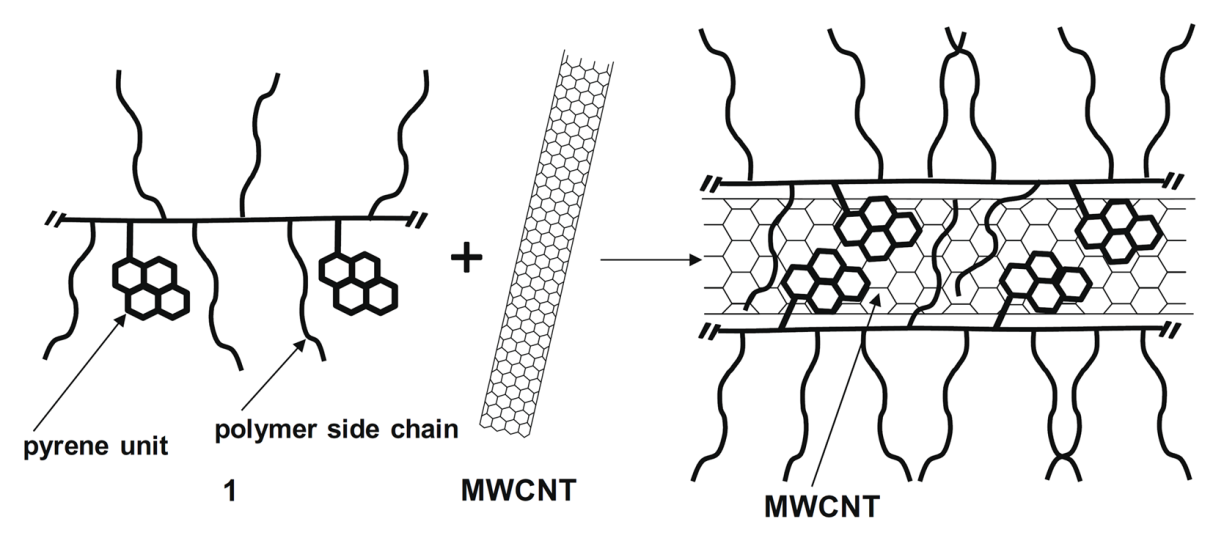 pyrene unit
polymer side chain
1
+
MWCNT
MWCNT